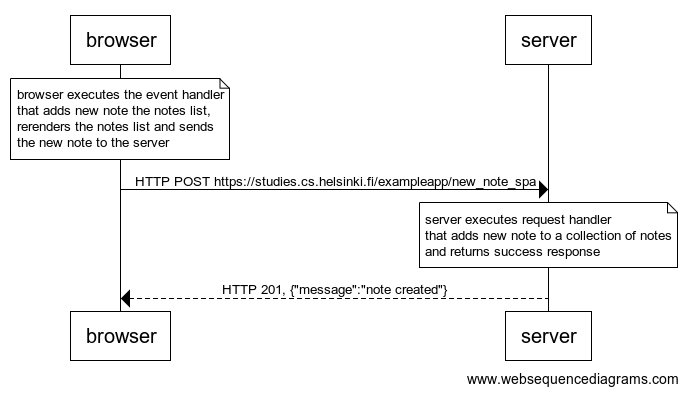 browser
server
browser executes the event handler
that adds new note the notes list,
rerenders the notes list and sends
the new note to the server
HTTP POST https://studies.cs.helsinki.fi/exampleapp/new_note_spa
server executes request handler
that adds new note to a collection of notes
and returns success response
HTTP 201, {"message":"note created"}
browser
server
www.websequencediagrams.com